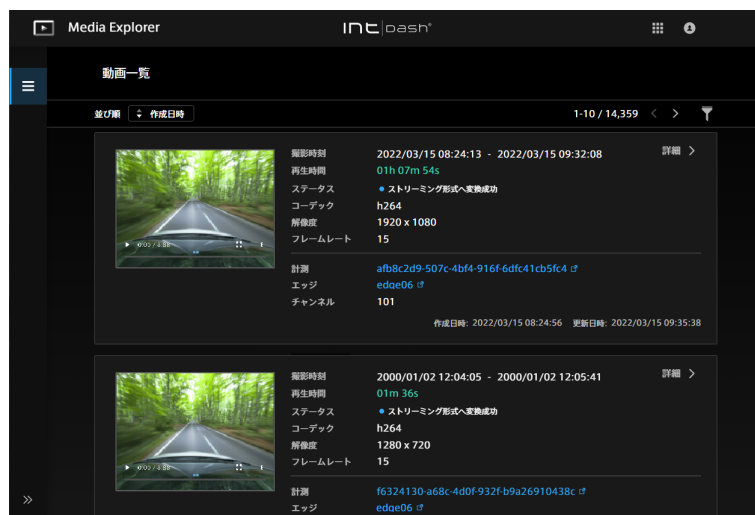 Media Explorer
int|dash®
動画一覧
並び順 作成日時
1-10 / 14,359
撮影時刻 2022/03/15 08:24:13 - 2022/03/15 09:32:08 詳細
再生時間 01h 07m 54s
ステータス ストリーミング形式へ変換成功
コーデック h264
解像度 1920 x 1080
フレームレート 15
計測 afb8c2d9-507c-4bf4-916f-6dfc41cb5fc4
エッジ edge06
チャンネル 101
作成日時: 2022/03/15 08:24:56 更新日時: 2022/03/15 09:35:38
撮影時刻 2000/01/02 12:04:05 - 2000/01/02 12:05:41 詳細
再生時間 01m 36s
ステータス ストリーミング形式へ変換成功
コーデック h264
解像度 1280 x 720
フレームレート 15
計測 f6324130-a68c-4d0f-932f-b9a26910438c
エッジ edge06